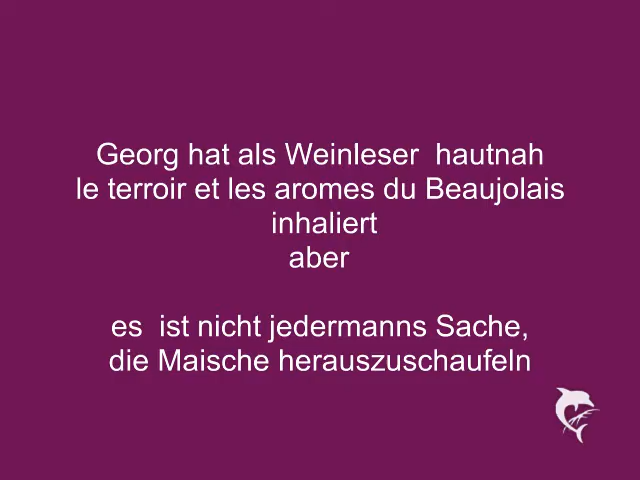 Georg hat als Weinleser  hautnah
le terroir et les aromes du Beaujolais
inhaliert
aber
es  ist nicht jedermanns Sache,
die Maische herauszuschaufeln